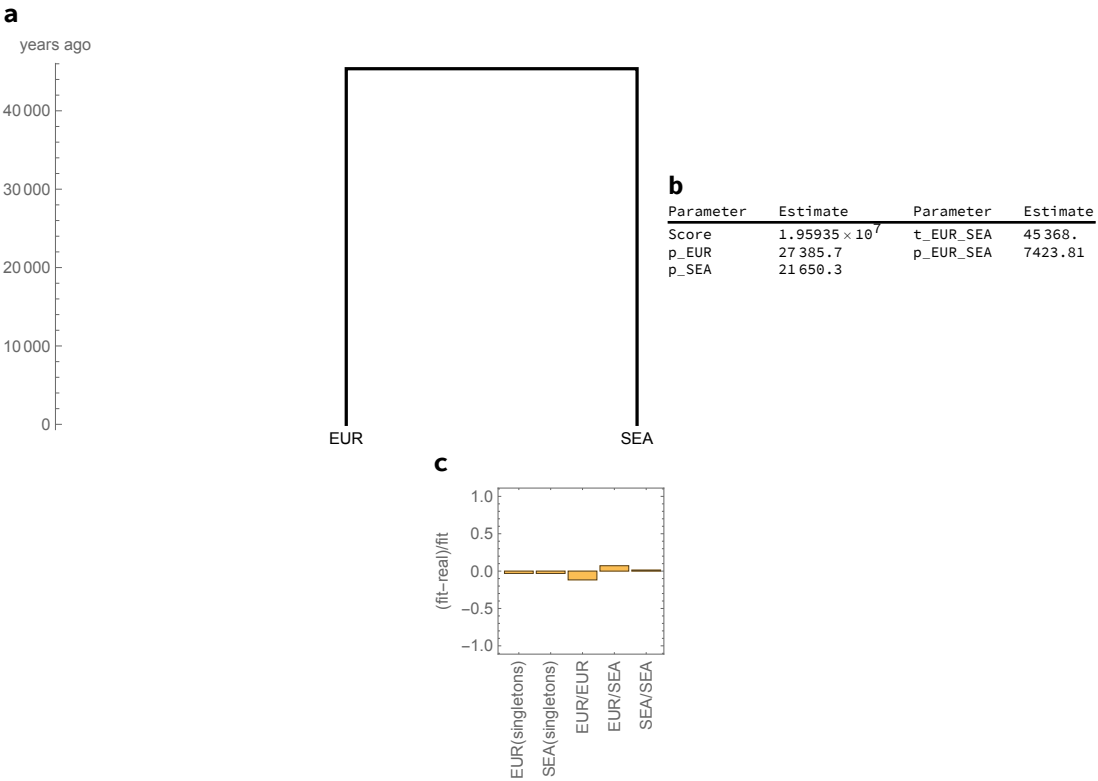 a
years ago
40 000
30 000
20 000
10 000
0
EUR SEA
b
Parameter Estimate Parameter Estimate
Score 1.95935 × 10^7 t_EUR_SEA 45 368.
p_EUR 27 385.7 p_EUR_SEA 7423.81
p_SEA 21 650.3
c
(fit−real)/fit
1.0
0.5
0.0
−0.5
−1.0
EUR(singletons)
SEA(singletons)
EUR/EUR
EUR/SEA
SEA/SEA